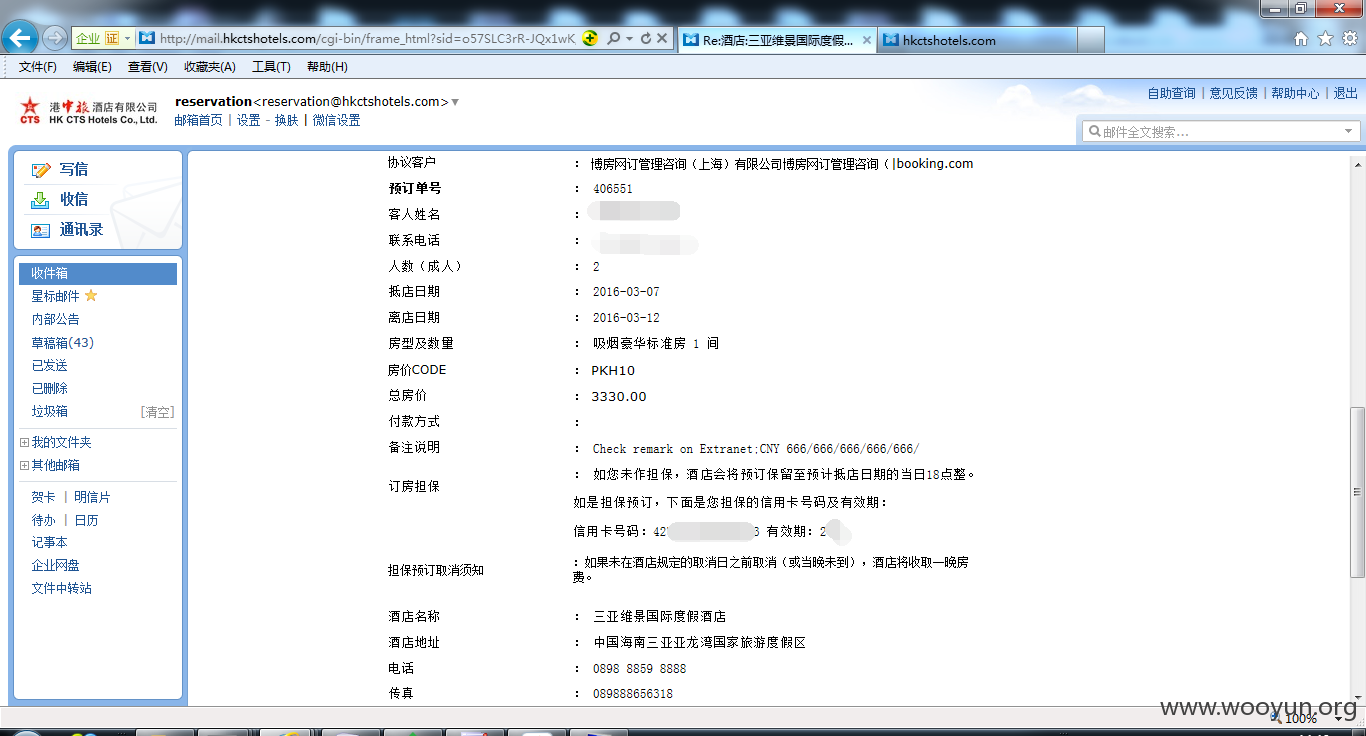 企业 证 http://mail.hkctshotels.com/cgi-bin/frame_html?sid=o57SLC3rR-JQx1wK Re:酒店:三亚维景国际度假... hkctshotels.com
文件(F) 编辑(E) 查看(V) 收藏夹(A) 工具(T) 帮助(H)
CTS 港中旅酒店有限公司
HK CTS Hotels Co., Ltd.
reservation<reservation@hkctshotels.com>
邮箱首页 | 设置 - 换肤 | 微信设置
自助查询 | 意见反馈 | 帮助中心 | 退出
邮件全文搜索...
写信
收信
通讯录
收件箱
星标邮件
内部公告
草稿箱(43)
已发送
已删除
垃圾箱 [清空]
我的文件夹
其他邮箱
贺卡 | 明信片
待办 | 日历
记事本
企业网盘
文件中转站
协议客户 : 博房网订管理咨询（上海）有限公司博房网订管理咨询（|booking.com
预订单号 : 406551
客人姓名 :
联系电话 :
人数（成人） : 2
抵店日期 : 2016-03-07
离店日期 : 2016-03-12
房型及数量 : 吸烟豪华标准房 1 间
房价CODE : PKH10
总房价 : 3330.00
付款方式 :
备注说明 : Check remark on Extranet;CNY 666/666/666/666/666/
订房担保 : 如您未作担保，酒店会将预订保留至预计抵店日期的当日18点整。
如是担保预订，下面是您担保的信用卡号码及有效期：
信用卡号码：42 3 有效期：2
担保预订取消须知 : 如果未在酒店规定的取消日之前取消（或当晚未到），酒店将收取一晚房
费。
酒店名称 : 三亚维景国际度假酒店
酒店地址 : 中国海南三亚亚龙湾国家旅游度假区
电话 : 0898 8859 8888
传真 : 089888656318
www.wooyun.org
100%